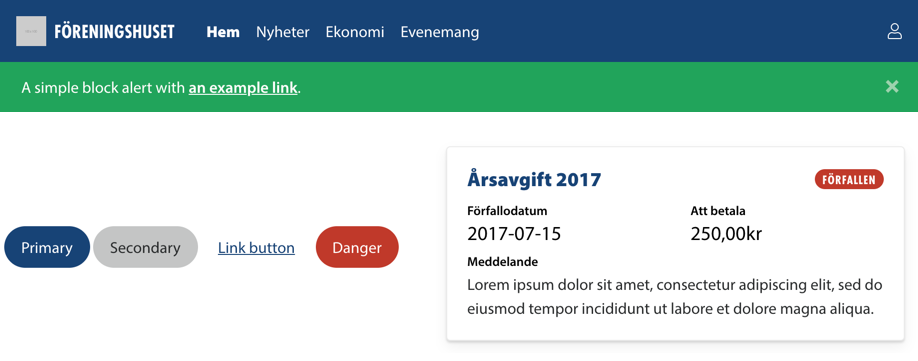 FÖRENINGSHUSET Hem Nyheter Ekonomi Evenemang
A simple block alert with an example link. ×
Primary Secondary Link button Danger
Årsavgift 2017 FÖRFALLEN
Förfallodatum Att betala
2017-07-15 250,00kr
Meddelande
Lorem ipsum dolor sit amet, consectetur adipiscing elit, sed do
eiusmod tempor incididunt ut labore et dolore magna aliqua.